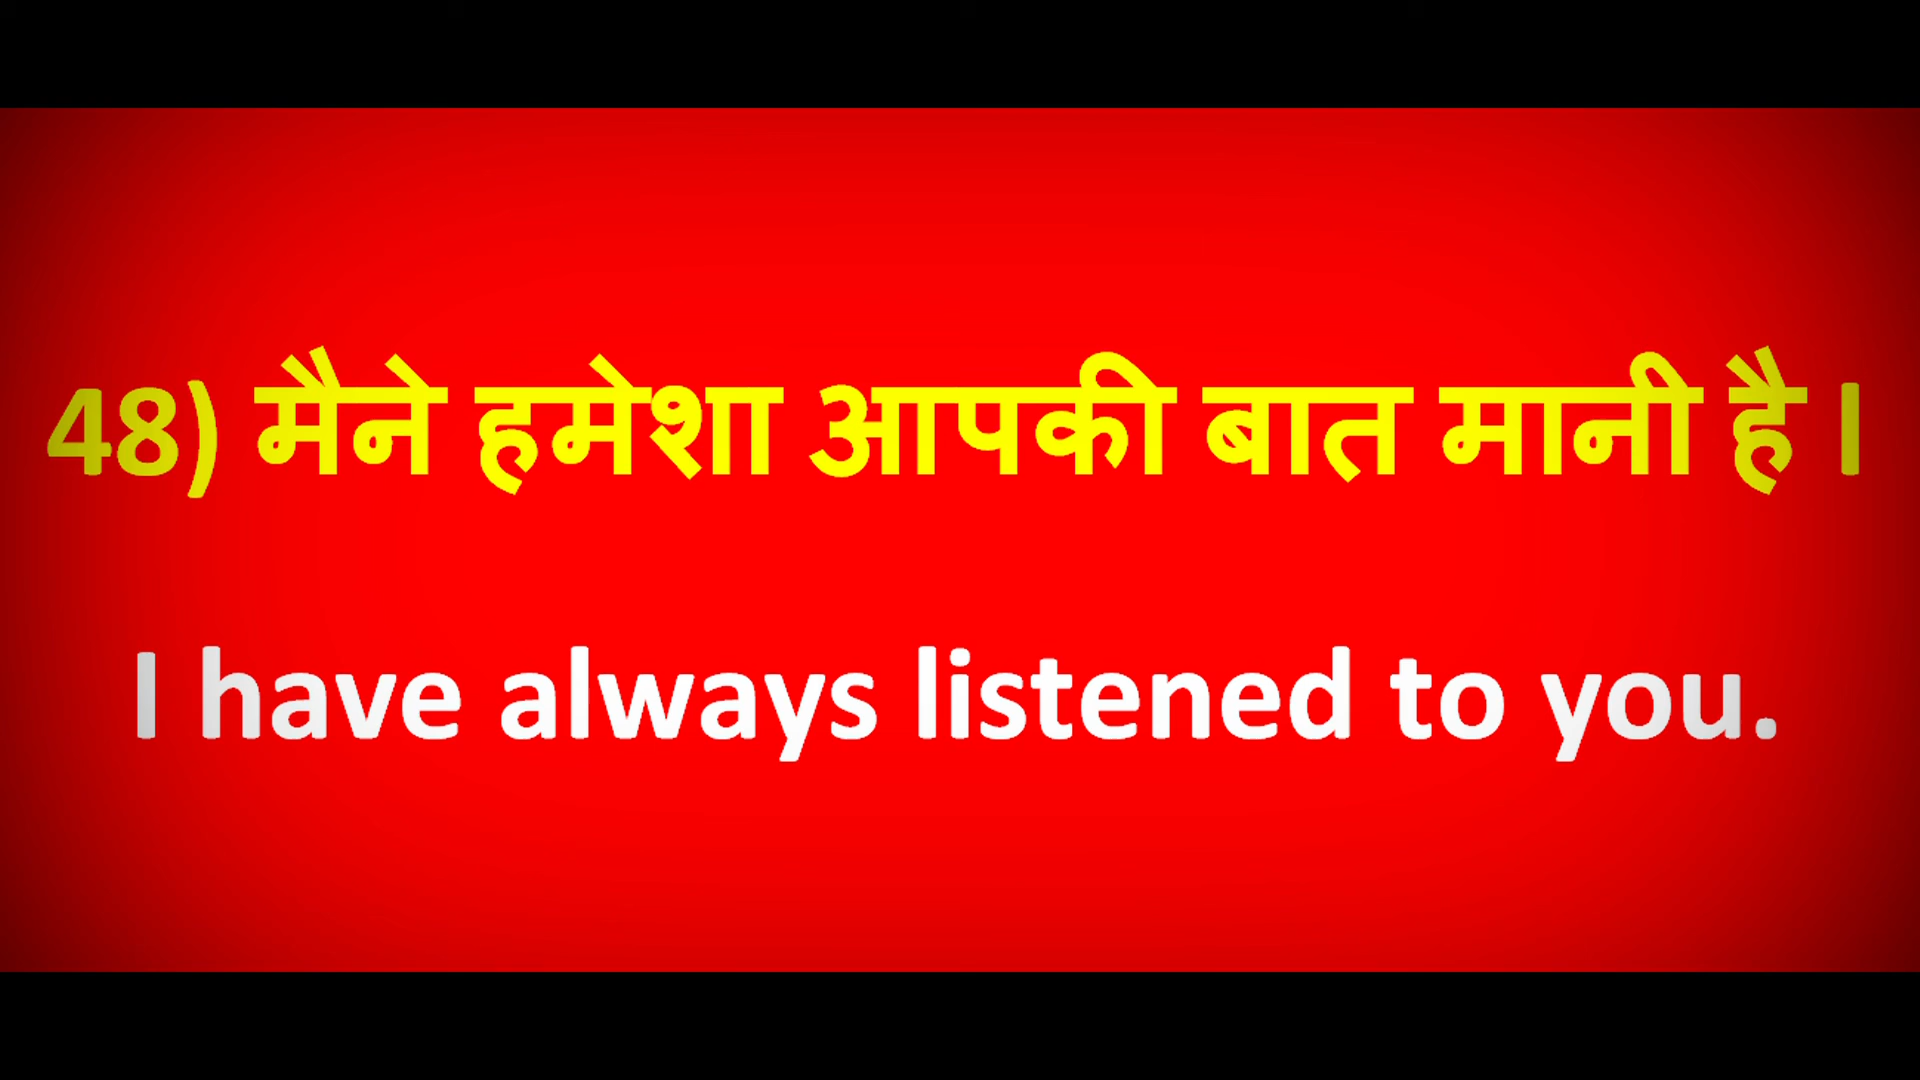 48) मैने हमेशा आपकी बात मानी है ।
I have always listened to you.